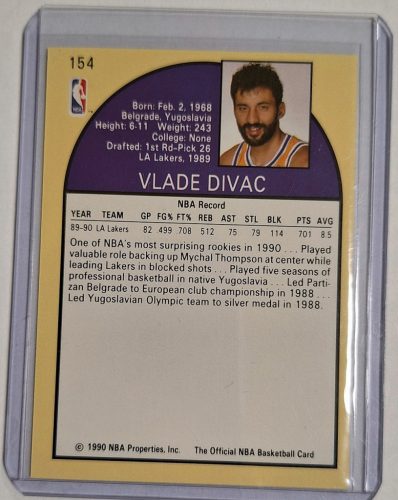 154
NBA
Born: Feb. 2, 1968
Belgrade, Yugoslavia
Height: 6-11 Weight: 243
College: None
Drafted: 1st Rd-Pick 26
LA Lakers, 1989
VLADE DIVAC
NBA Record
YEAR TEAM GP FG% FT% REB AST STL BLK PTS AVG
89-90 LA Lakers 82 .499 .708 512 75 79 114 701 8.5
One of NBA's most surprising rookies in 1990 . . . Played
valuable role backing up Mychal Thompson at center while
leading Lakers in blocked shots . . . Played five seasons of
professional basketball in native Yugoslavia . . . Led Parti-
zan Belgrade to European club championship in 1988 . . .
Led Yugoslavian Olympic team to silver medal in 1988.
© 1990 NBA Properties, Inc. The Official NBA Basketball Card